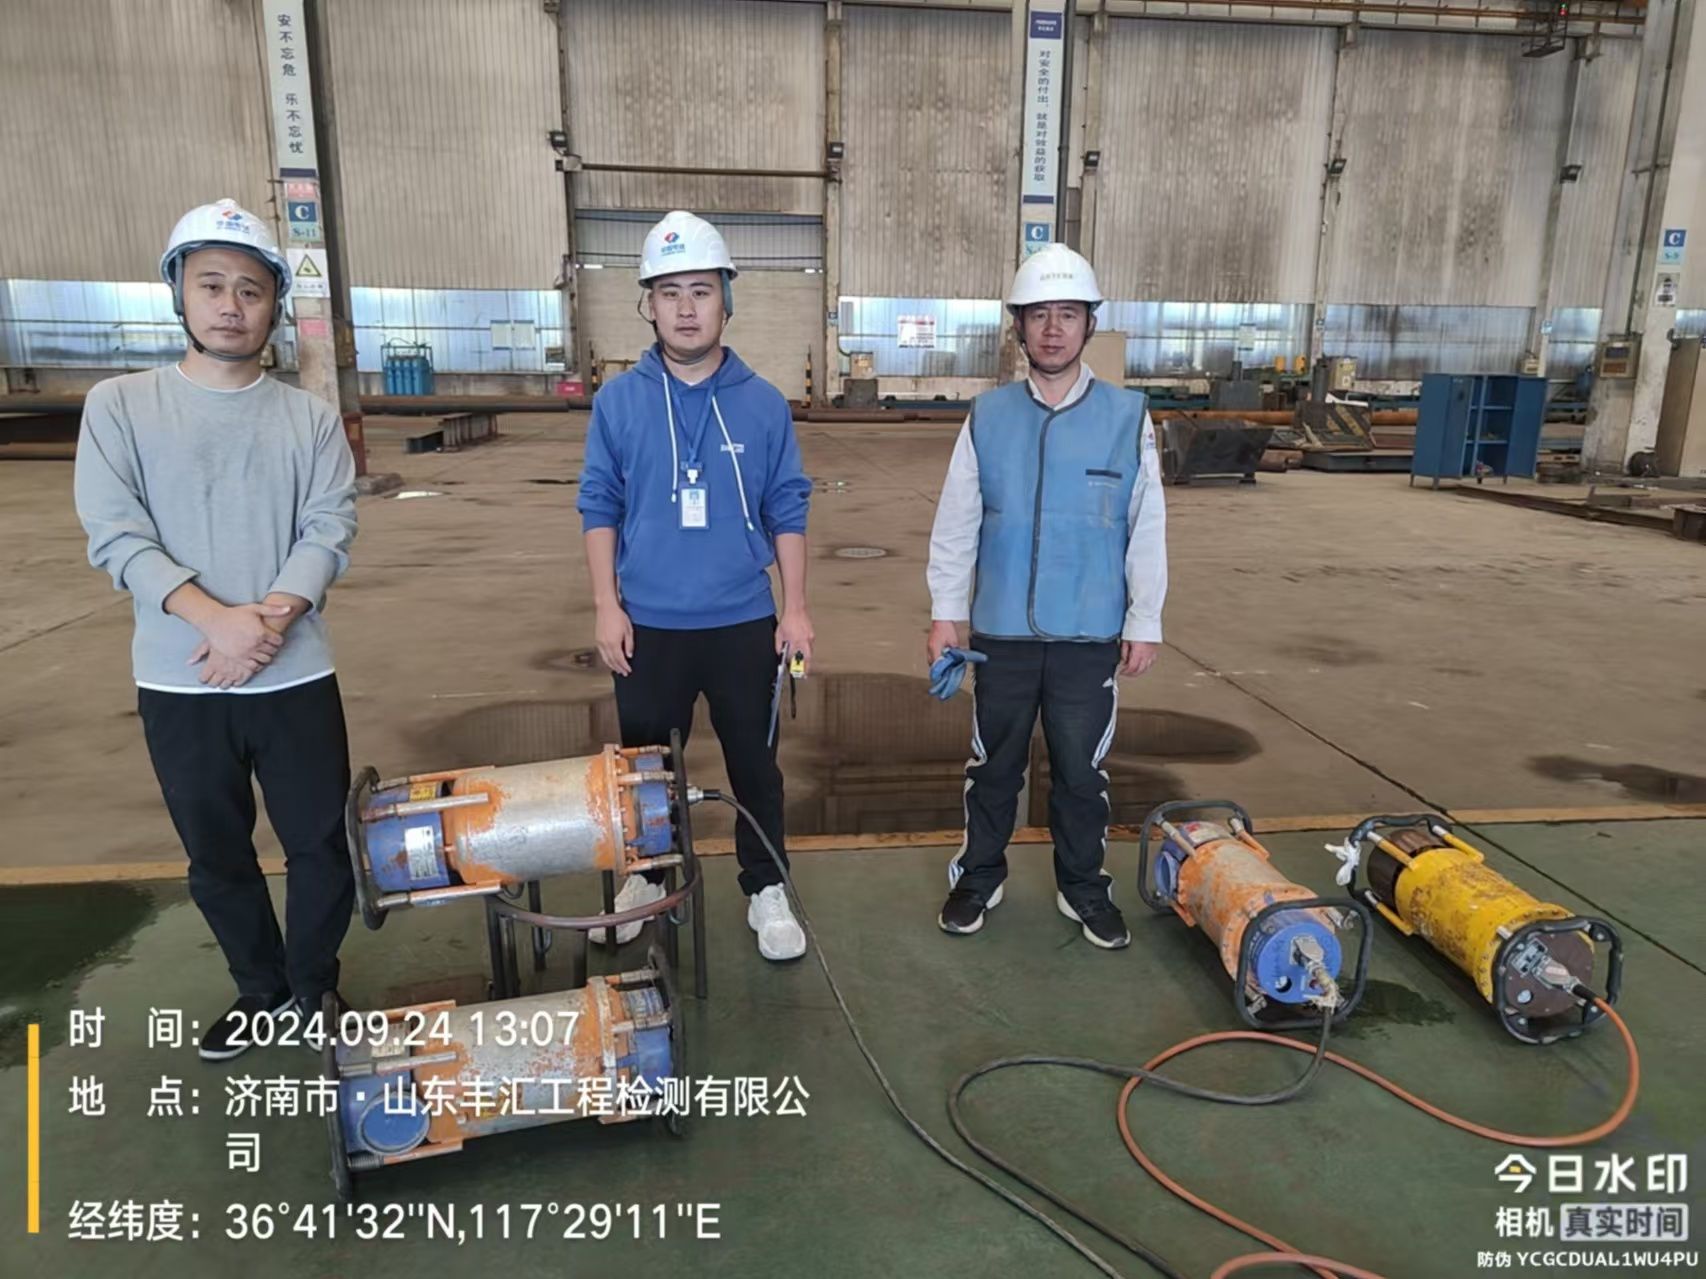 安不忘危 乐不忘忧
对安全的付出，就是对效益的获取
C
S-11
C
C
S-9
时 间：2024.09.24 13:07
地 点：济南市·山东丰汇工程检测有限公
司
经纬度：36°41'32"N,117°29'11"E
今日水印
相机 真实时间
防伪 YCGCDUAL1WU4PU